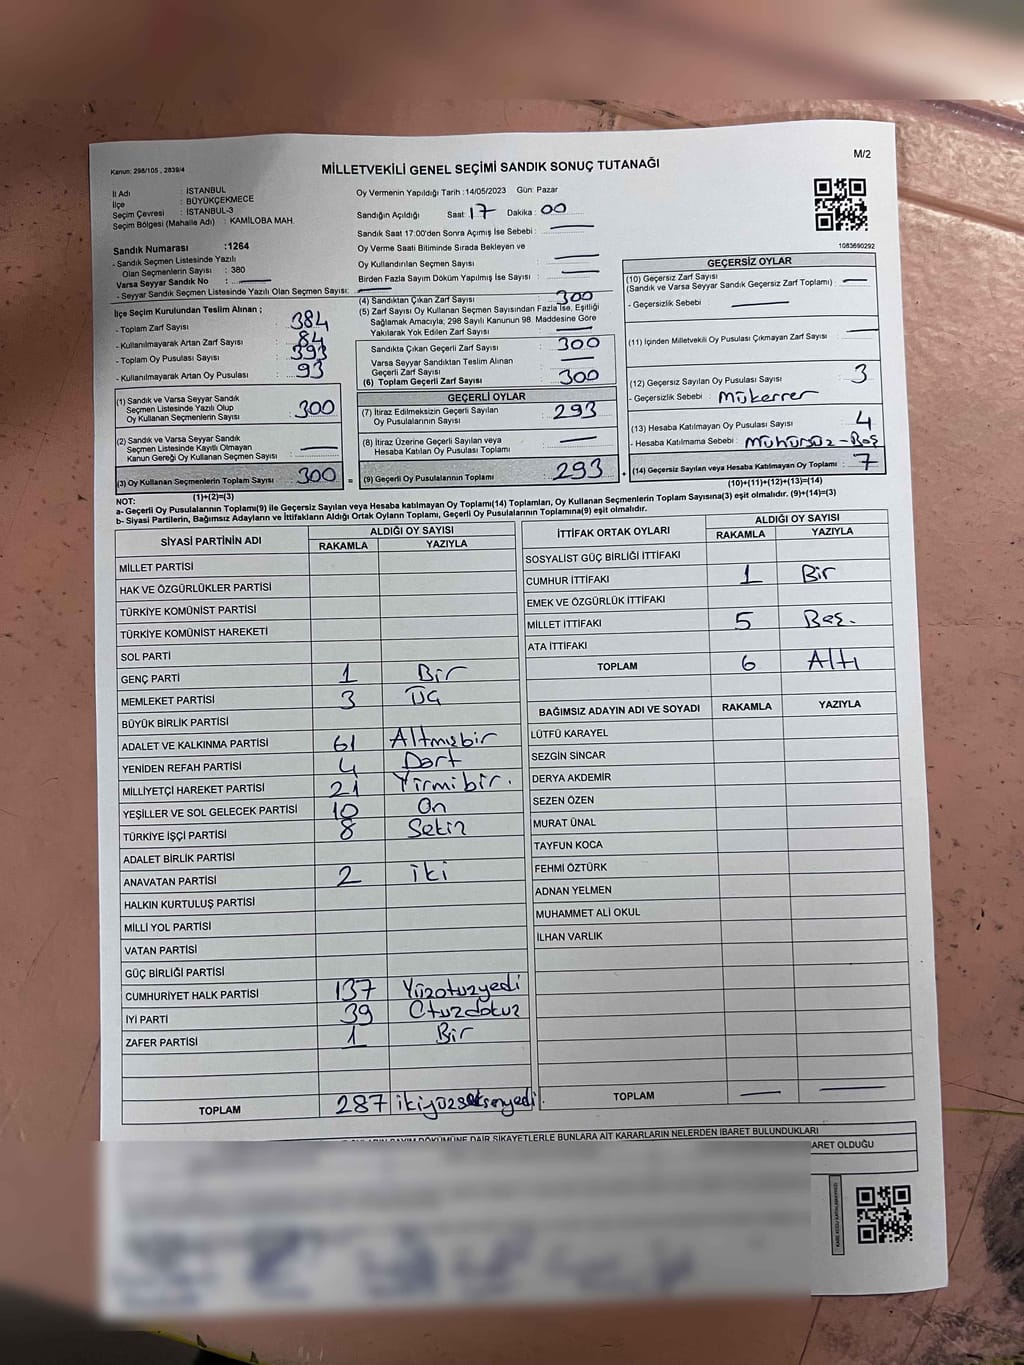 Kanun: 298/105 , 2839/4
MİLLETVEKİLİ GENEL SEÇİMİ SANDIK SONUÇ TUTANAĞI
M/2
İl Adı : İSTANBUL
İlçe : BÜYÜKÇEKMECE
Seçim Çevresi : İSTANBUL-3
Seçim Bölgesi (Mahalle Adı) : KAMİLOBA MAH.
Sandık Numarası :1264
- Sandık Seçmen Listesinde Yazılı
Olan Seçmenlerin Sayısı : 380
Varsa Seyyar Sandık No :
- Seyyar Sandık Seçmen Listesinde Yazılı Olan Seçmen Sayısı:
Oy Vermenin Yapıldığı Tarih :14/05/2023 Gün: Pazar
Sandığın Açıldığı Saat: 17 Dakika: 00
Sandık Saat 17:00'den Sonra Açımış İse Sebebi :
Oy Verme Saati Bitiminde Sırada Bekleyen ve
Oy Kullandırılan Seçmen Sayısı :
Birden Fazla Sayım Döküm Yapılmış İse Sayısı :
1083690292
İlçe Seçim Kurulundan Teslim Alınan ;
- Toplam Zarf Sayısı : 384
- Kullanılmayarak Artan Zarf Sayısı : 84
- Toplam Oy Pusulası Sayısı : 393
- Kullanılmayarak Artan Oy Pusulası : 93
(1) Sandık ve Varsa Seyyar Sandık
Seçmen Listesinde Yazılı Olup
Oy Kullanan Seçmenlerin Sayısı : 300
(2) Sandık ve Varsa Seyyar Sandık
Seçmen Listesinde Kayıtlı Olmayan
Kanun Gereği Oy Kullanan Seçmen Sayısı :
(3) Oy Kullanan Seçmenlerin Toplam Sayısı : 300
(1)+(2)=(3)
(4) Sandıktan Çıkan Zarf Sayısı : 300
(5) Zarf Sayısı Oy Kullanan Seçmen Sayısından Fazla İse, Eşitliği
Sağlamak Amacıyla, 298 Sayılı Kanunun 98. Maddesine Göre
Yakılarak Yok Edilen Zarf Sayısı :
Sandıkta Çıkan Geçerli Zarf Sayısı : 300
Varsa Seyyar Sandıktan Teslim Alınan
Geçerli Zarf Sayısı :
(6) Toplam Geçerli Zarf Sayısı : 300
GEÇERLİ OYLAR
(7) İtiraz Edilmeksizin Geçerli Sayılan
Oy Pusulalarının Sayısı : 293
(8) İtiraz Üzerine Geçerli Sayılan veya
Hesaba Katılan Oy Pusulası Toplamı :
= (9) Geçerli Oy Pusulalarının Toplamı : 293
GEÇERSİZ OYLAR
(10) Geçersiz Zarf Sayısı
(Sandık ve Varsa Seyyar Sandık Geçersiz Zarf Toplamı) :
- Geçersizlik Sebebi :
(11) İçinden Milletvekili Oy Pusulası Çıkmayan Zarf Sayısı :
(12) Geçersiz Sayılan Oy Pusulası Sayısı : 3
- Geçersizlik Sebebi : Mükerrer
(13) Hesaba Katılmayan Oy Pusulası Sayısı : 4
- Hesaba Katılmama Sebebi : Mühürsüz - Boş
+ (14) Geçersiz Sayılan veya Hesaba Katılmayan Oy Toplamı : 7
(10)+(11)+(12)+(13)=(14)
NOT:
a- Geçerli Oy Pusulalarının Toplamı(9) ile Geçersiz Sayılan veya Hesaba katılmayan Oy Toplamı(14) Toplamları, Oy Kullanan Seçmenlerin Toplam Sayısına(3) eşit olmalıdır. (9)+(14)=(3)
b- Siyasi Partilerin, Bağımsız Adayların ve İttifakların Aldığı Ortak Oyların Toplamı, Geçerli Oy Pusulalarının Toplamına(9) eşit olmalıdır.
SİYASİ PARTİNİN ADI ALDIĞI OY SAYISI
RAKAMLA YAZIYLA
MİLLET PARTİSİ
HAK VE ÖZGÜRLÜKLER PARTİSİ
TÜRKİYE KOMÜNİST PARTİSİ
TÜRKİYE KOMÜNİST HAREKETİ
SOL PARTİ
GENÇ PARTİ 1 Bir
MEMLEKET PARTİSİ 3 Üç
BÜYÜK BİRLİK PARTİSİ
ADALET VE KALKINMA PARTİSİ 61 Altmışbir
YENİDEN REFAH PARTİSİ 4 Dört
MİLLİYETÇİ HAREKET PARTİSİ 21 Yirmibir.
YEŞİLLER VE SOL GELECEK PARTİSİ 10 On
TÜRKİYE İŞÇİ PARTİSİ 8 Sekiz
ADALET BİRLİK PARTİSİ
ANAVATAN PARTİSİ 2 iki
HALKIN KURTULUŞ PARTİSİ
MİLLİ YOL PARTİSİ
VATAN PARTİSİ
GÜÇ BİRLİĞİ PARTİSİ
CUMHURİYET HALK PARTİSİ 137 Yüzotuzyedi
İYİ PARTİ 39 Otuzdokuz
ZAFER PARTİSİ 1 Bir
TOPLAM 287 ikiyüzseksenyedi.
İTTİFAK ORTAK OYLARI ALDIĞI OY SAYISI
RAKAMLA YAZIYLA
SOSYALİST GÜÇ BİRLİĞİ İTTİFAKI
CUMHUR İTTİFAKI 1 Bir
EMEK VE ÖZGÜRLÜK İTTİFAKI
MİLLET İTTİFAKI 5 Beş.
ATA İTTİFAKI
TOPLAM 6 Altı
BAĞIMSIZ ADAYIN ADI VE SOYADI RAKAMLA YAZIYLA
LÜTFÜ KARAYEL
SEZGİN SİNCAR
DERYA AKDEMİR
SEZEN ÖZEN
MURAT ÜNAL
TAYFUN KOCA
FEHMİ ÖZTÜRK
ADNAN YELMEN
MUHAMMET ALİ OKUL
İLHAN VARLIK
TOPLAM
SAYIM DÖKÜMÜNE DAİR ŞİKAYETLERLE BUNLARA AİT KARARLARIN NELERDEN İBARET BULUNDUKLARI
ARET OLDUĞU